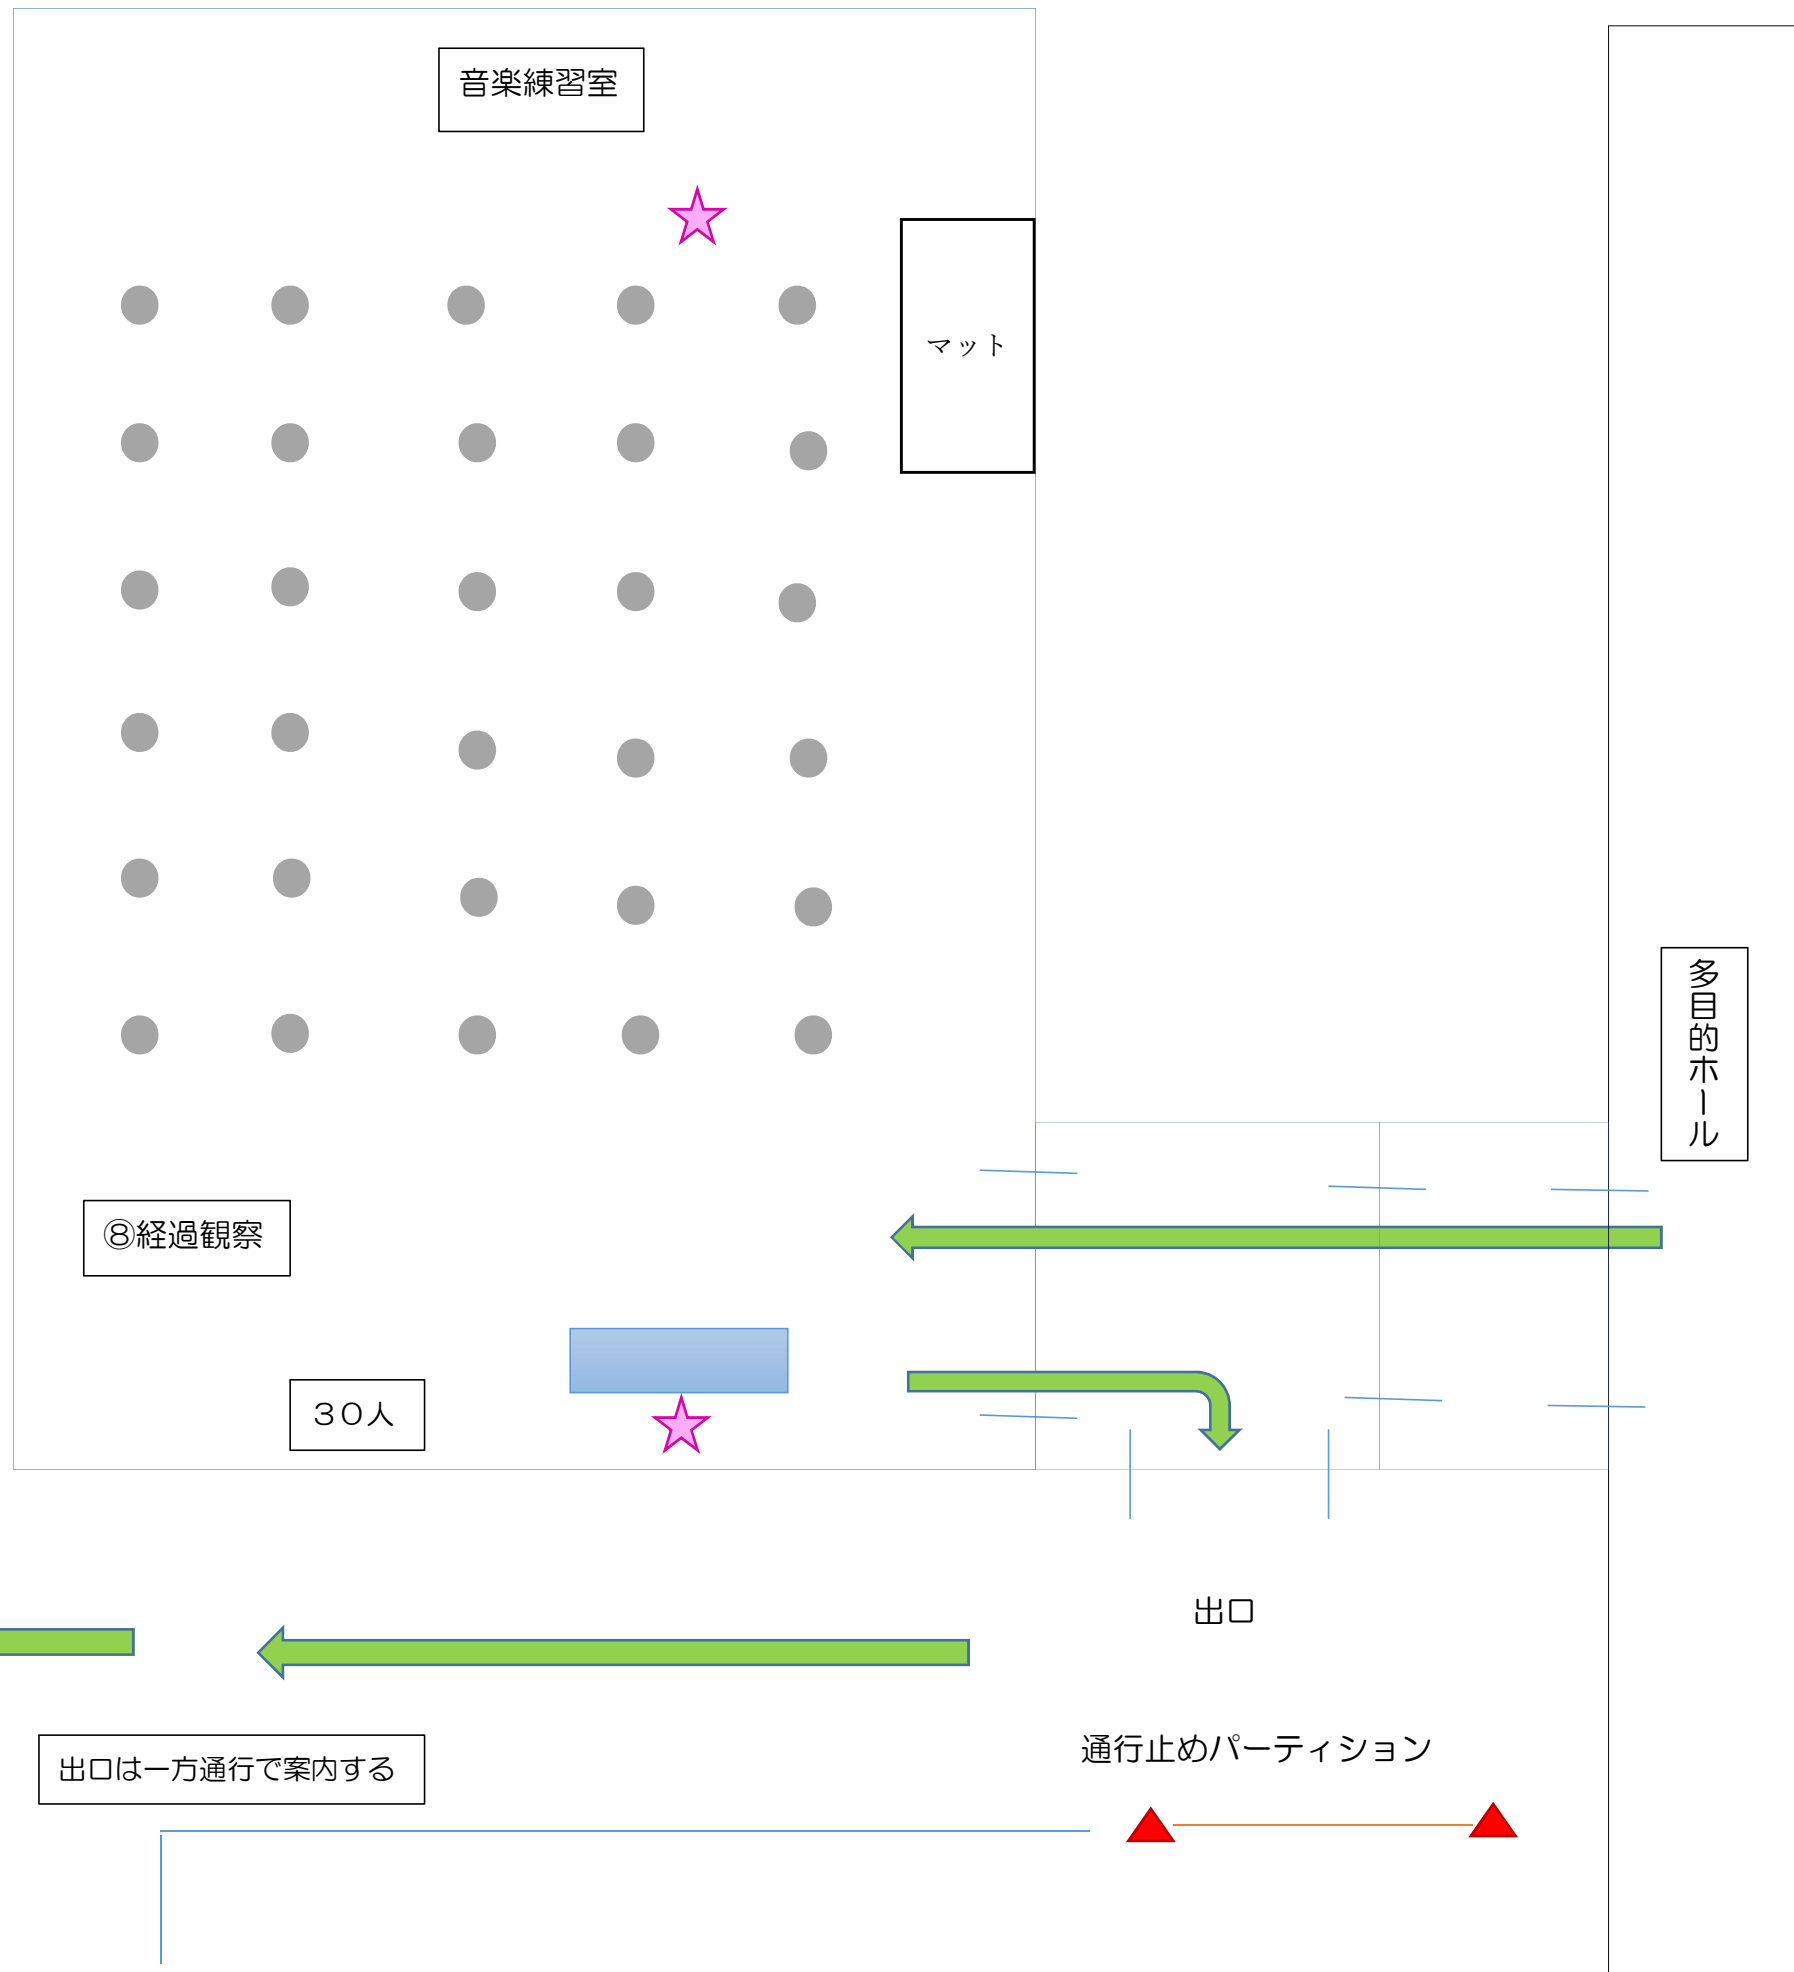 音楽練習室
マット
多目的ホール
⑧経過観察
３０人
出口
通行止めパーティション
出口は一方通行で案内する